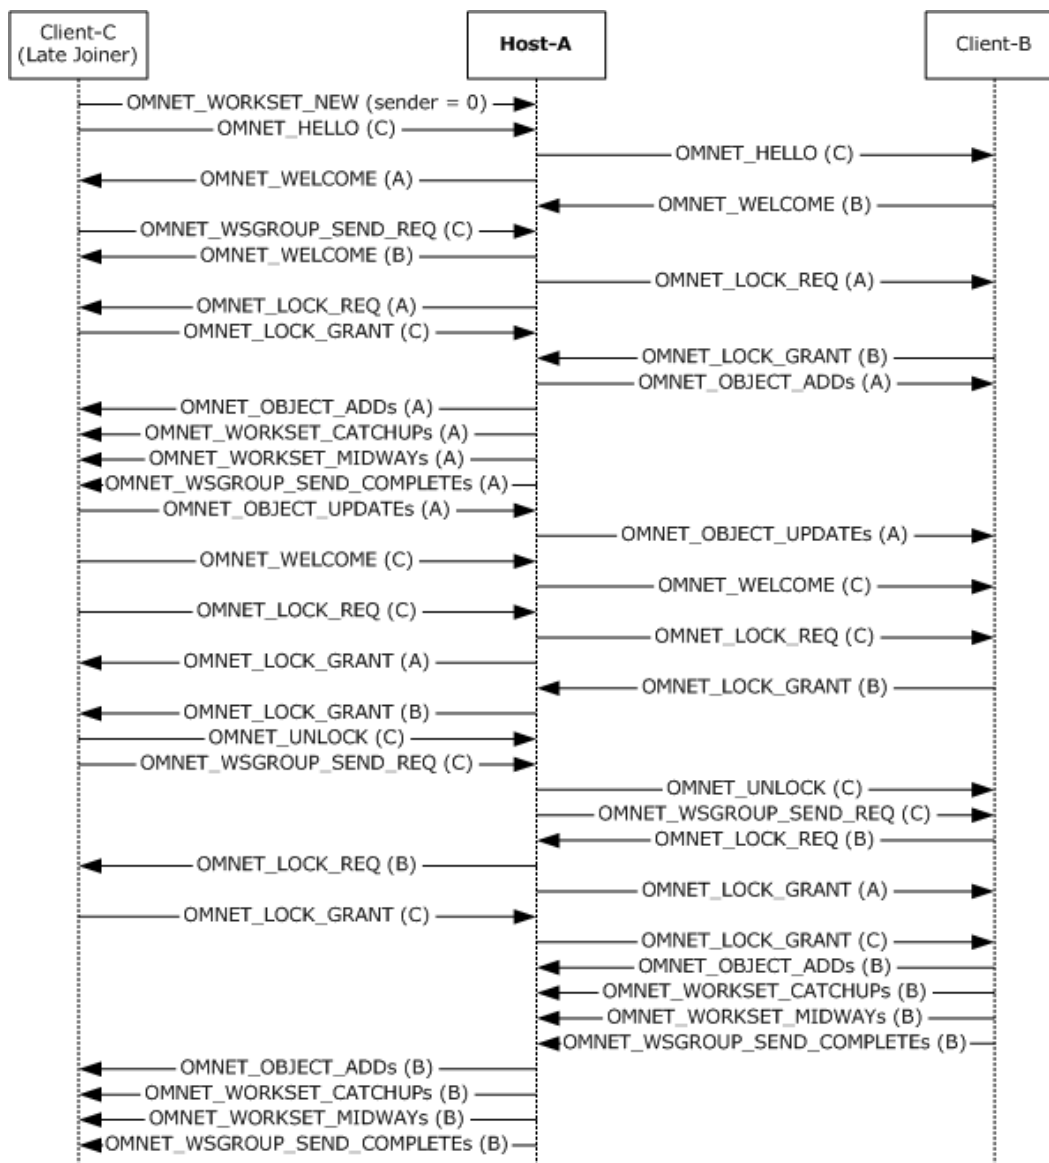 Client-C
(Late Joiner)
Host-A
Client-B
OMNET_WORKSET_NEW (sender = 0)
OMNET_HELLO (C)
OMNET_HELLO (C)
OMNET_WELCOME (A)
OMNET_WELCOME (B)
OMNET_WSGROUP_SEND_REQ (C)
OMNET_WELCOME (B)
OMNET_LOCK_REQ (A)
OMNET_LOCK_REQ (A)
OMNET_LOCK_GRANT (C)
OMNET_LOCK_GRANT (B)
OMNET_OBJECT_ADDs (A)
OMNET_OBJECT_ADDs (A)
OMNET_WORKSET_CATCHUPs (A)
OMNET_WORKSET_MIDWAYs (A)
OMNET_WSGROUP_SEND_COMPLETEs (A)
OMNET_OBJECT_UPDATEs (A)
OMNET_OBJECT_UPDATEs (A)
OMNET_WELCOME (C)
OMNET_WELCOME (C)
OMNET_LOCK_REQ (C)
OMNET_LOCK_REQ (C)
OMNET_LOCK_GRANT (A)
OMNET_LOCK_GRANT (B)
OMNET_LOCK_GRANT (B)
OMNET_UNLOCK (C)
OMNET_WSGROUP_SEND_REQ (C)
OMNET_UNLOCK (C)
OMNET_WSGROUP_SEND_REQ (C)
OMNET_LOCK_REQ (B)
OMNET_LOCK_REQ (B)
OMNET_LOCK_GRANT (A)
OMNET_LOCK_GRANT (C)
OMNET_LOCK_GRANT (C)
OMNET_OBJECT_ADDs (B)
OMNET_WORKSET_CATCHUPs (B)
OMNET_WORKSET_MIDWAYs (B)
OMNET_WSGROUP_SEND_COMPLETEs (B)
OMNET_OBJECT_ADDs (B)
OMNET_WORKSET_CATCHUPs (B)
OMNET_WORKSET_MIDWAYs (B)
OMNET_WSGROUP_SEND_COMPLETEs (B)